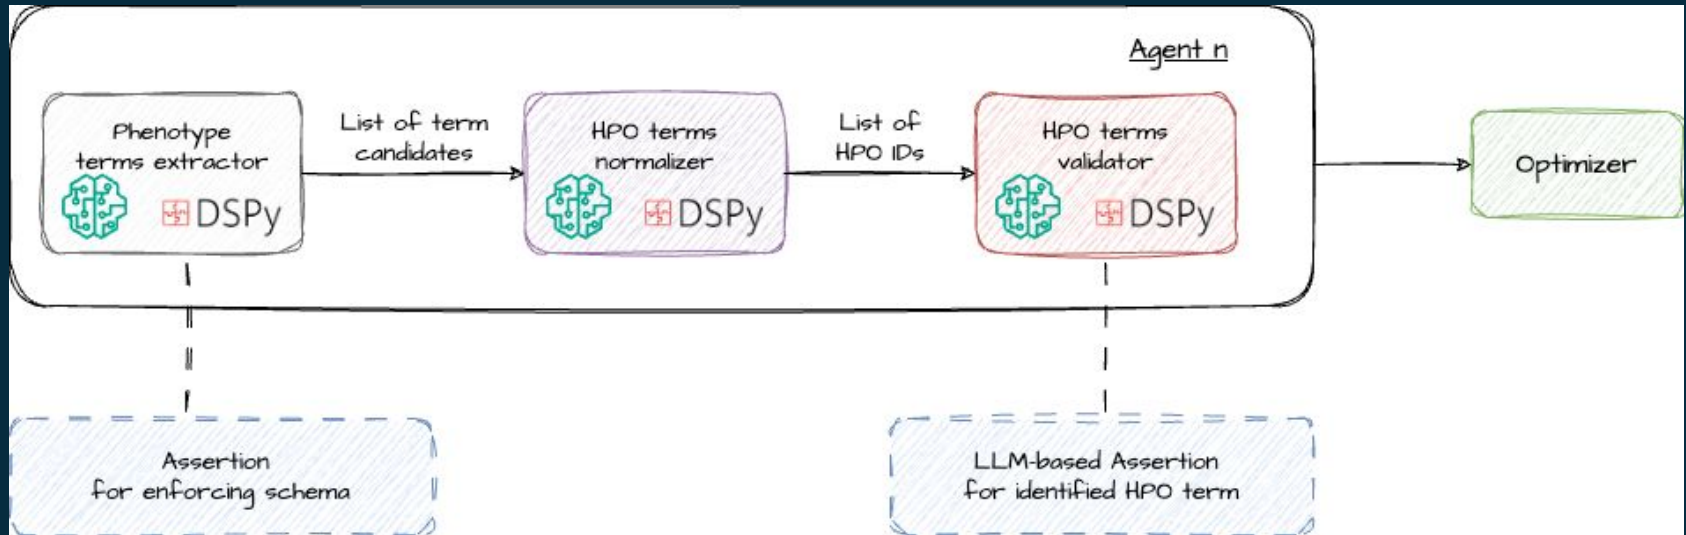 Agent n
Phenotype
terms extractor
DSPy
List of term
candidates
HPO terms
normalizer
DSPy
List of
HPO IDs
HPO terms
validator
DSPy
Optimizer
Assertion
for enforcing schema
LLM-based Assertion
for identified HPO term